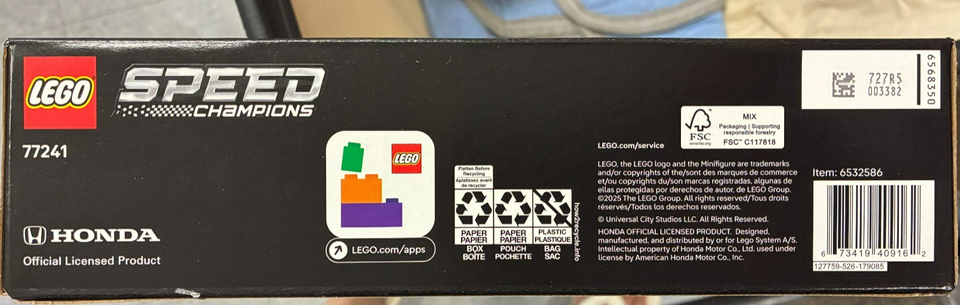 LEGO
SPEED
CHAMPIONS
77241
HONDA
Official Licensed Product
LEGO
LEGO.com/apps
Flatten Before
Recycling
Aplatissez avant
de recycler
PAPER
PAPIER
BOX
BOÎTE
PAPER
PAPIER
POUCH
POCHETTE
PLASTIC
PLASTIQUE
BAG
SAC
how2recycle.info
FSC
www.fsc.org
MIX
Packaging | Supporting
responsible forestry
FSC™ C117818
LEGO.com/service
LEGO, the LEGO logo and the Minifigure are trademarks
and/or copyrights of the/sont des marques de commerce
et/ou copyrights du/son marcas registradas, algunas de
ellas protegidas por derechos de autor, de LEGO Group.
©2025 The LEGO Group. All rights reserved/Tous droits
réservés/Todos los derechos reservados.
© Universal City Studios LLC. All Rights Reserved.
HONDA OFFICIAL LICENSED PRODUCT. Designed,
manufactured, and distributed by or for Lego System A/S.
Intellectual property of Honda Motor Co., Ltd. used under
license by American Honda Motor Co., Inc.
727R5
003382
6568350
Item: 6532586
6 73419 40916 2
127759-526-179085